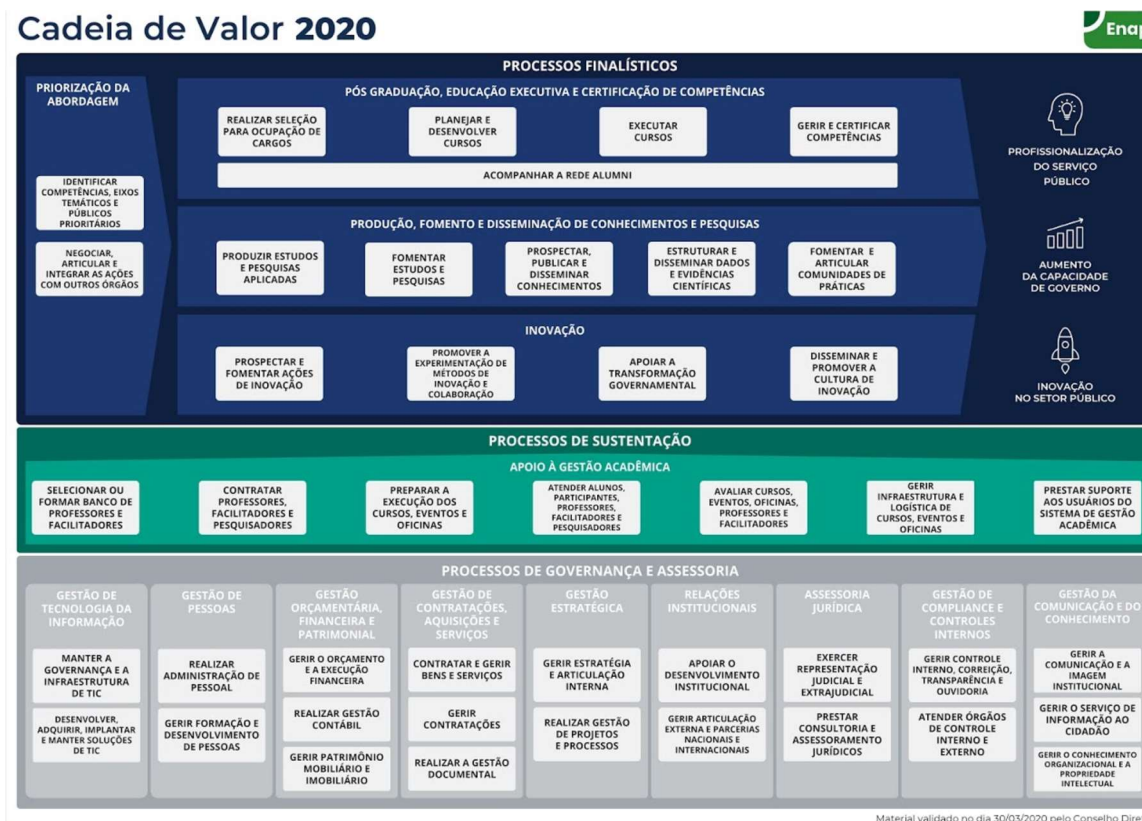 Cadeia de Valor 2020
Enap
PROCESSOS FINALÍSTICOS
PRIORIZAÇÃO DA
ABORDAGEM
IDENTIFICAR
COMPETÊNCIAS, EIXOS
TEMÁTICOS E
PÚBLICOS
PRIORITÁRIOS
NEGOCIAR,
ARTICULAR E
INTEGRAR AS AÇÕES
COM OUTROS ÓRGÃOS
PÓS GRADUAÇÃO, EDUCAÇÃO EXECUTIVA E CERTIFICAÇÃO DE COMPETÊNCIAS
REALIZAR SELEÇÃO
PARA OCUPAÇÃO DE
CARGOS
PLANEJAR E
DESENVOLVER
CURSOS
EXECUTAR
CURSOS
GERIR E CERTIFICAR
COMPETÊNCIAS
ACOMPANHAR A REDE ALUMNI
PRODUÇÃO, FOMENTO E DISSEMINAÇÃO DE CONHECIMENTOS E PESQUISAS
PRODUZIR ESTUDOS
E PESQUISAS
APLICADAS
FOMENTAR
ESTUDOS E
PESQUISAS
PROSPECTAR,
PUBLICAR E
DISSEMINAR
CONHECIMENTOS
ESTRUTURAR E
DISSEMINAR DADOS
E EVIDÊNCIAS
CIENTÍFICAS
FOMENTAR E
ARTICULAR
COMUNIDADES DE
PRÁTICAS
INOVAÇÃO
PROSPECTAR E
FOMENTAR AÇÕES
DE INOVAÇÃO
PROMOVER A
EXPERIMENTAÇÃO DE
MÉTODOS DE
INOVAÇÃO E
COLABORAÇÃO
APOIAR A
TRANSFORMAÇÃO
GOVERNAMENTAL
DISSEMINAR E
PROMOVER A
CULTURA DE
INOVAÇÃO
PROFISSIONALIZAÇÃO
DO SERVIÇO
PÚBLICO
AUMENTO
DA CAPACIDADE
DE GOVERNO
INOVAÇÃO
NO SETOR PÚBLICO
PROCESSOS DE SUSTENTAÇÃO
APOIO À GESTÃO ACADÊMICA
SELECIONAR OU
FORMAR BANCO DE
PROFESSORES E
FACILITADORES
CONTRATAR
PROFESSORES,
FACILITADORES E
PESQUISADORES
PREPARAR A
EXECUÇÃO DOS
CURSOS, EVENTOS E
OFICINAS
ATENDER ALUNOS,
PARTICIPANTES,
PROFESSORES,
FACILITADORES E
PESQUISADORES
AVALIAR CURSOS,
EVENTOS, OFICINAS,
PROFESSORES E
FACILITADORES
GERIR
INFRAESTRUTURA E
LOGÍSTICA DE
CURSOS, EVENTOS E
OFICINAS
PRESTAR SUPORTE
AOS USUÁRIOS DO
SISTEMA DE GESTÃO
ACADÊMICA
PROCESSOS DE GOVERNANÇA E ASSESSORIA
GESTÃO DE
TECNOLOGIA DA
INFORMAÇÃO
MANTER A
GOVERNANÇA E A
INFRAESTRUTURA
DE TIC
DESENVOLVER,
ADQUIRIR, IMPLANTAR
E MANTER SOLUÇÕES
DE TIC
GESTÃO DE
PESSOAS
REALIZAR
ADMINISTRAÇÃO DE
PESSOAL
GERIR FORMAÇÃO E
DESENVOLVIMENTO
DE PESSOAS
GESTÃO
ORÇAMENTÁRIA,
FINANCEIRA E
PATRIMONIAL
GERIR O ORÇAMENTO
E A EXECUÇÃO
FINANCEIRA
REALIZAR GESTÃO
CONTÁBIL
GERIR PATRIMÔNIO
MOBILIÁRIO E
IMOBILIÁRIO
GESTÃO DE
CONTRATAÇÕES,
AQUISIÇÕES E
SERVIÇOS
CONTRATAR E GERIR
BENS E SERVIÇOS
GERIR
CONTRATAÇÕES
REALIZAR A GESTÃO
DOCUMENTAL
GESTÃO
ESTRATÉGICA
GERIR ESTRATÉGIA
E ARTICULAÇÃO
INTERNA
REALIZAR GESTÃO
DE PROJETOS
E PROCESSOS
RELAÇÕES
INSTITUCIONAIS
APOIAR O
DESENVOLVIMENTO
INSTITUCIONAL
GERIR ARTICULAÇÃO
EXTERNA E PARCERIAS
NACIONAIS E
INTERNACIONAIS
ASSESSORIA
JURÍDICA
EXERCER
REPRESENTAÇÃO
JUDICIAL E
EXTRAJUDICIAL
PRESTAR
CONSULTORIA E
ASSESSORAMENTO
JURÍDICOS
GESTÃO DE
COMPLIANCE E
CONTROLES
INTERNOS
GERIR CONTROLE
INTERNO, CORREIÇÃO,
TRANSPARÊNCIA E
OUVIDORIA
ATENDER ÓRGÃOS
DE CONTROLE
INTERNO E
EXTERNO
GESTÃO DA
COMUNICAÇÃO E DO
CONHECIMENTO
GERIR A
COMUNICAÇÃO E A
IMAGEM
INSTITUCIONAL
GERIR O SERVIÇO DE
INFORMAÇÃO AO
CIDADÃO
GERIR O CONHECIMENTO
ORGANIZACIONAL E A
PROPRIEDADE
INTELECTUAL
Material validado no dia 30/03/2020 pelo Conselho Dire